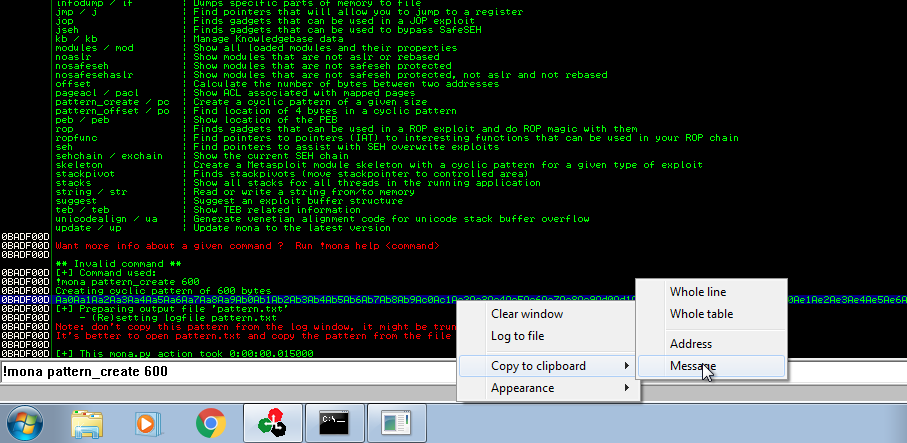 infodump / if | Dumps specific parts of memory to file
jmp / j | Find pointers that will allow you to jump to a register
jop | Finds gadgets that can be used in a JOP exploit
jseh | Finds gadgets that can be used to bypass SafeSEH
kb / kb | Manage Knowledgebase data
modules / mod | Show all loaded modules and their properties
noaslr | Show modules that are not aslr or rebased
nosafeseh | Show modules that are not safeseh protected
nosafesehaslr | Show modules that are not safeseh protected, not aslr and not rebased
offset | Calculate the number of bytes between two addresses
pageacl / pacl | Show ACL associated with mapped pages
pattern_create / pc | Create a cyclic pattern of a given size
pattern_offset / po | Find location of 4 bytes in a cyclic pattern
peb / peb | Show location of the PEB
rop | Finds gadgets that can be used in a ROP exploit and do ROP magic with them
ropfunc | Find pointers to pointers (IAT) to interesting functions that can be used in your ROP chain
seh | Find pointers to assist with SEH overwrite exploits
sehchain / exchain | Show the current SEH chain
skeleton | Create a Metasploit module skeleton with a cyclic pattern for a given type of exploit
stackpivot | Finds stackpivots (move stackpointer to controlled area)
stacks | Show all stacks for all threads in the running application
string / str | Read or write a string from/to memory
suggest | Suggest an exploit buffer structure
teb / teb | Show TEB related information
unicodealign / ua | Generate venetian alignment code for unicode stack buffer overflow
update / up | Update mona to the latest version
0BADF00D
0BADF00D Want more info about a given command ? Run !mona help <command>
0BADF00D
** Invalid command **
0BADF00D [+] Command used:
0BADF00D !mona pattern_create 600
0BADF00D Creating cyclic pattern of 600 bytes
0BADF00D Aa0Aa1Aa2Aa3Aa4Aa5Aa6Aa7Aa8Aa9Ab0Ab1Ab2Ab3Ab4Ab5Ab6Ab7Ab8Ab9Ac0Ac1Ac2Ac3Ac4Ac5Ac6Ac7Ac8Ac9Ad0Ad1
0BADF00D [+] Preparing output file 'pattern.txt'
0BADF00D - (Re)setting logfile pattern.txt
0BADF00D Note: don't copy this pattern from the log window, it might be trun
0BADF00D It's better to open pattern.txt and copy the pattern from the file
0BADF00D
0BADF00D [+] This mona.py action took 0:00:00.015000
Clear window
Log to file
Copy to clipboard
Appearance
Whole line
Whole table
Address
Message
!mona pattern_create 600
C:\_